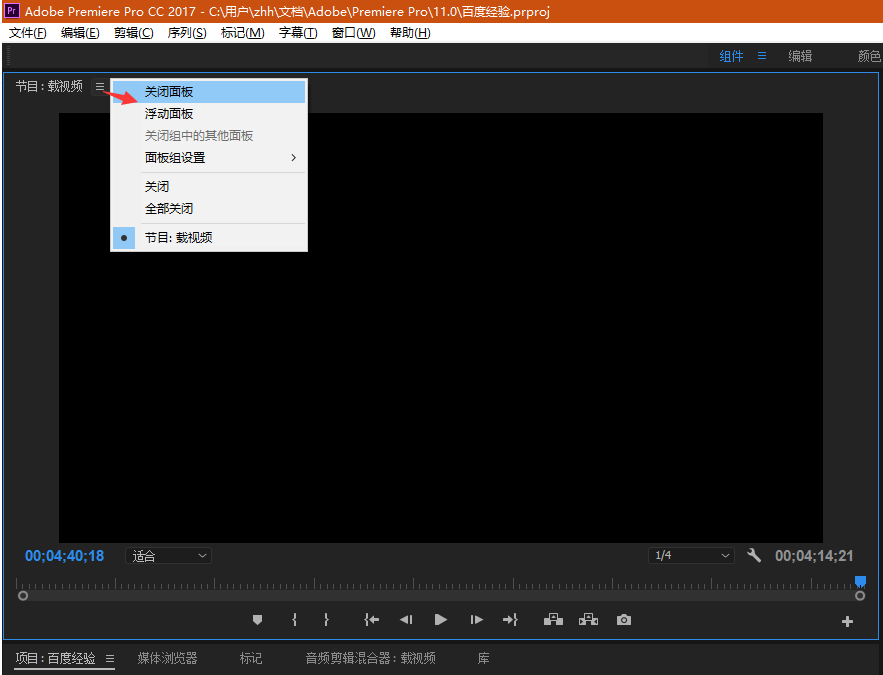 Pr Adobe Premiere Pro CC 2017 - C:\用户\zhh\文档\Adobe\Premiere Pro\11.0\百度经验.prproj
文件(F) 编辑(E) 剪辑(C) 序列(S) 标记(M) 字幕(T) 窗口(W) 帮助(H)
组件 编辑 颜色
节目: 载视频
关闭面板
浮动面板
关闭组中的其他面板
面板组设置
关闭
全部关闭
节目: 载视频
00;04;40;18 适合 1/4 00;04;14;21
项目: 百度经验 媒体浏览器 标记 音频剪辑混合器: 载视频 库